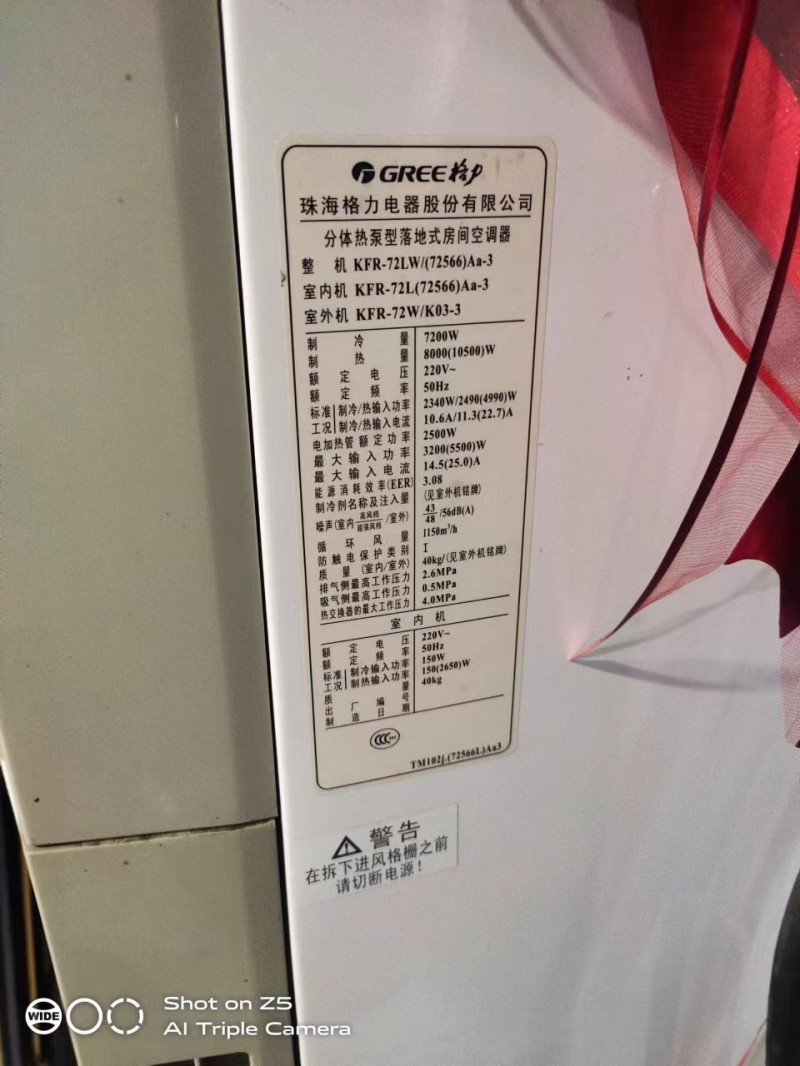 GREE格力
珠海格力电器股份有限公司
分体热泵型落地式房间空调器
整 机 KFR-72LW/(72566)Aa-3
室内机 KFR-72L(72566)Aa-3
室外机 KFR-72W/K03-3
制冷量 7200W
制热量 8000(10500)W
额定电压 220V~
额定频率 50Hz
标准 制冷/热输入功率 2340W/2490(4990)W
工况 制冷/热输入电流 10.6A/11.3(22.7)A
电加热管额定功率 2500W
最大输入功率 3200(5500)W
最大输入电流 14.5(25.0)A
能源消耗效率(EER) 3.08
制冷剂名称及注入量 (见室外机铭牌)
噪声(室内 高风档/超强风档 /室外) 43/48 /56dB(A)
循环风量 1150m³/h
防触电保护类别 I
质量(室内/室外) 40kg/(见室外机铭牌)
排气侧最高工作压力 2.6MPa
吸气侧最高工作压力 0.5MPa
热交换器的最大工作压力 4.0MPa
室内机
额定电压 220V~
额定频率 50Hz
标准 制冷输入功率 150W
工况 制热输入功率 150(2650)W
质量 40kg
出厂编号
制造日期
CCC
TM102j.(72566L)Aa3
警告
在拆下进风格栅之前
请切断电源!
WIDE
Shot on Z5
AI Triple Camera